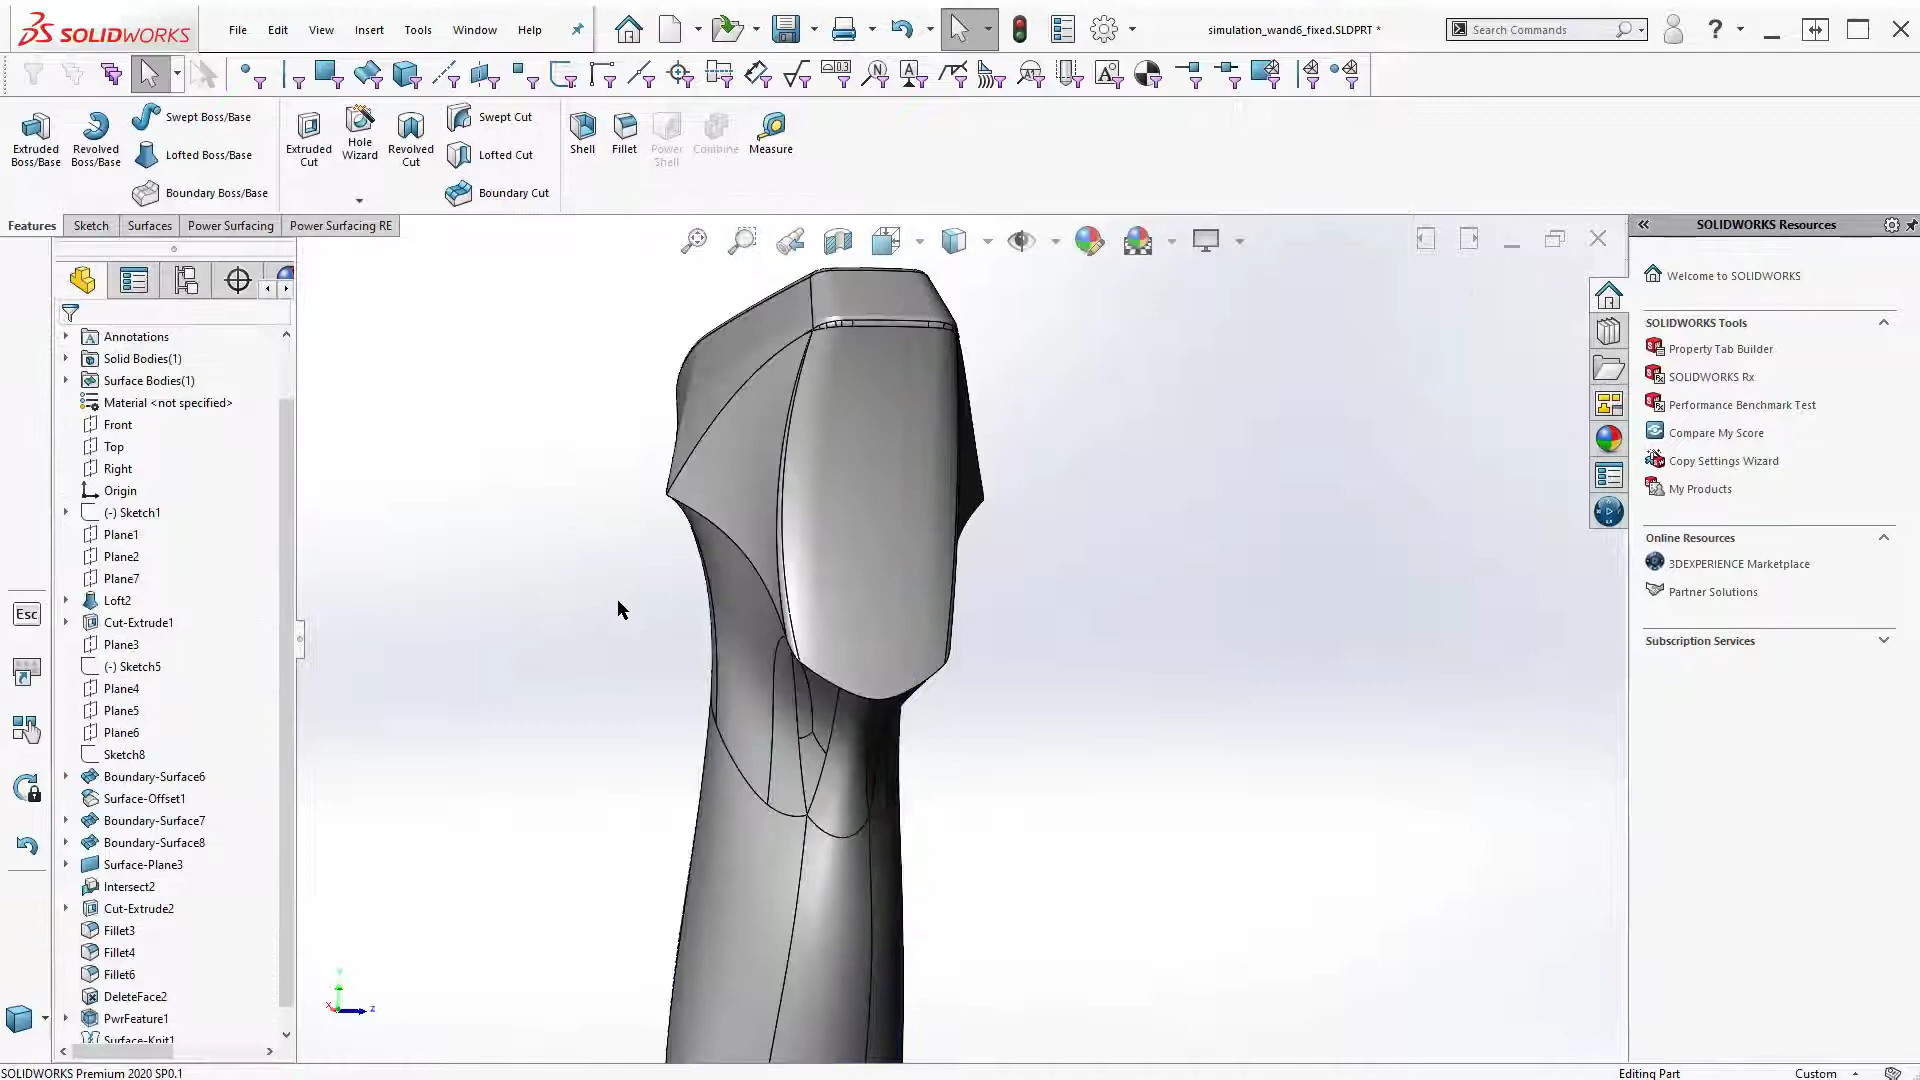 SOLIDWORKS
File Edit View Insert Tools Window Help
simulation_wand6_fixed.SLDPRT *
Search Commands
?
Extruded Boss/Base
Revolved Boss/Base
Swept Boss/Base
Lofted Boss/Base
Boundary Boss/Base
Extruded Cut
Hole Wizard
Revolved Cut
Swept Cut
Lofted Cut
Boundary Cut
Shell
Fillet
Power Shell
Combine
Measure
Features Sketch Surfaces Power Surfacing Power Surfacing RE
Annotations
Solid Bodies(1)
Surface Bodies(1)
Material <not specified>
Front
Top
Right
Origin
(-) Sketch1
Plane1
Plane2
Plane7
Loft2
Cut-Extrude1
Plane3
(-) Sketch5
Plane4
Plane5
Plane6
Sketch8
Boundary-Surface6
Surface-Offset1
Boundary-Surface7
Boundary-Surface8
Surface-Plane3
Intersect2
Cut-Extrude2
Fillet3
Fillet4
Fillet6
DeleteFace2
PwrFeature1
Surface-Knit1
Esc
Y
X
Z
SOLIDWORKS Resources
Welcome to SOLIDWORKS
SOLIDWORKS Tools
Property Tab Builder
SOLIDWORKS Rx
Performance Benchmark Test
Compare My Score
Copy Settings Wizard
My Products
Online Resources
3DEXPERIENCE Marketplace
Partner Solutions
Subscription Services
SOLIDWORKS Premium 2020 SP0.1
Editing Part
Custom